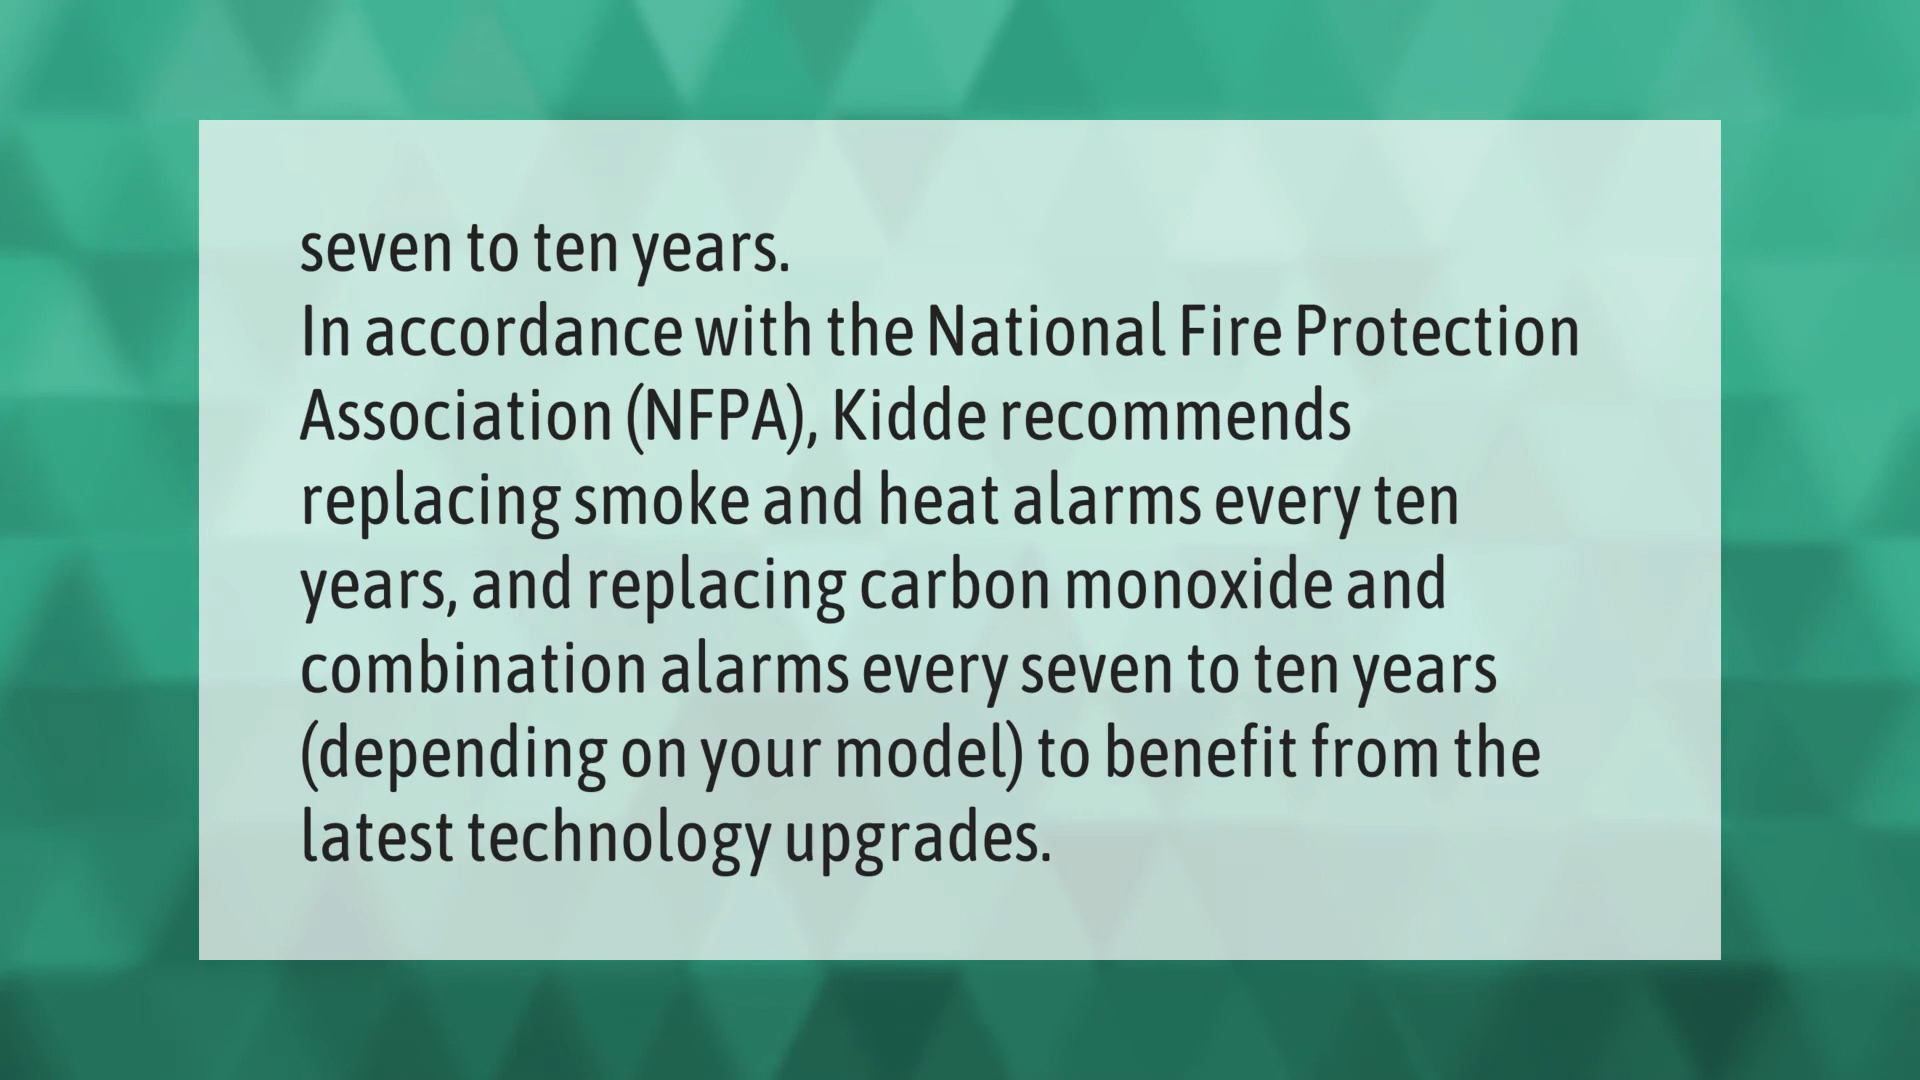 seven to ten years.
In accordance with the National Fire Protection
Association (NFPA), Kidde recommends
replacing smoke and heat alarms every ten
years, and replacing carbon monoxide and
combination alarms every seven to ten years
(depending on your model) to benefit from the
latest technology upgrades.